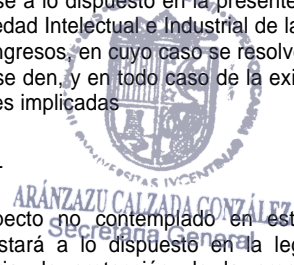 se a lo dispuesto en la presente
edad Intelectual e Industrial de la
ngresos, en cuyo caso se resolv
se den, y en todo caso de la exi
es implicadas
ARÁNZAZU CALZADA GONZÁLEZ
pecto no contemplado en est
Secretaria General
stará a lo dispuesto en la leg